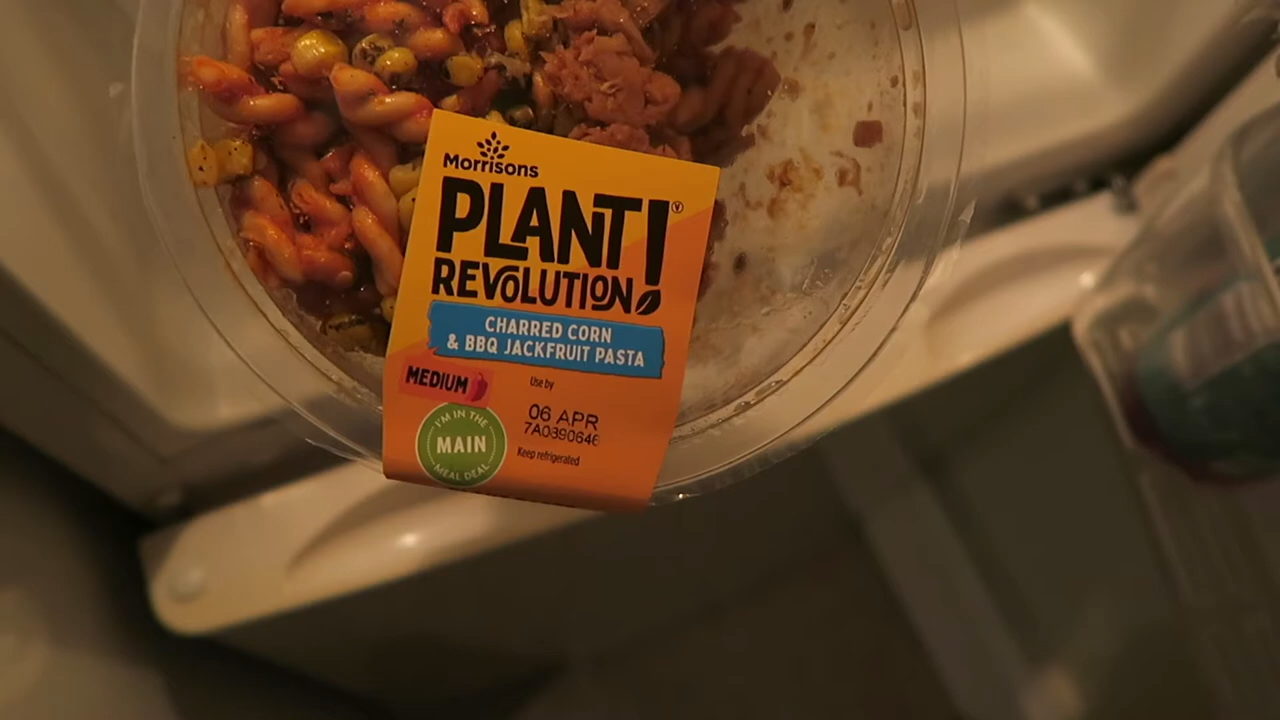 Morrisons
PLANT!
REVOLUTION
CHARRED CORN
& BBQ JACKFRUIT PASTA
MEDIUM
Use by
06 APR
7A0390646
I'M IN THE
MAIN
MEAL DEAL
Keep refrigerated